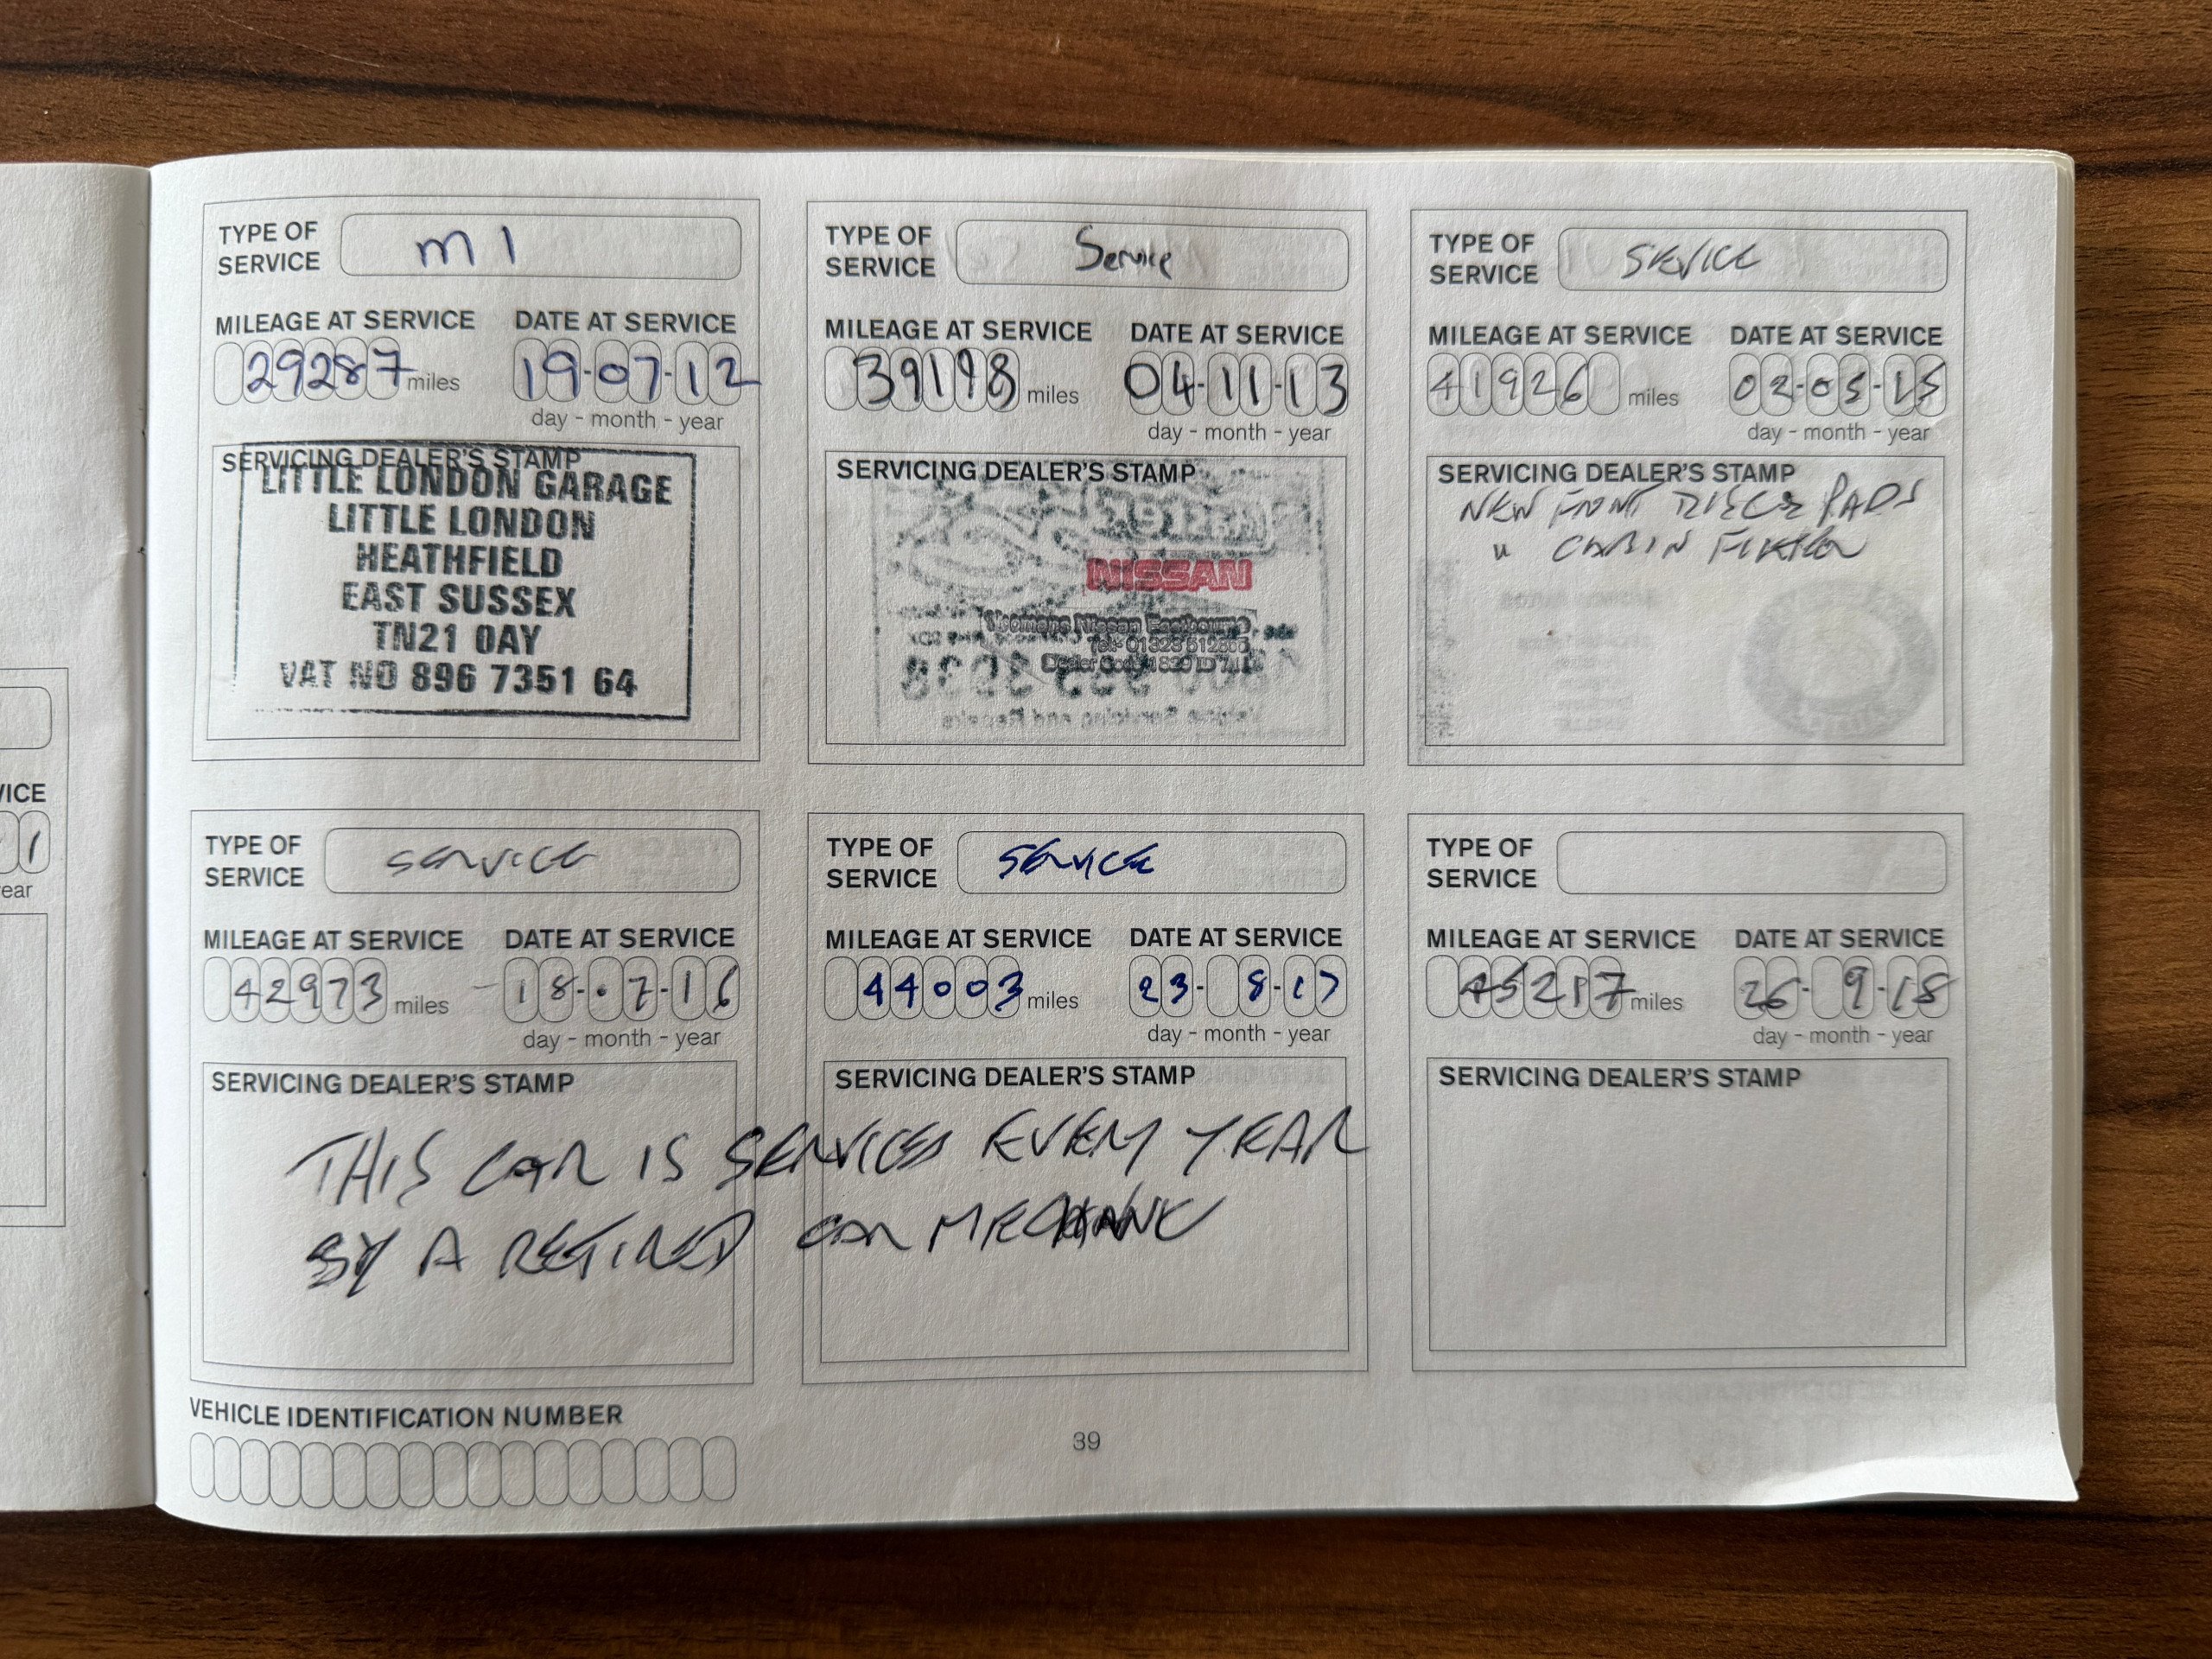 TYPE OF
SERVICE
m 1
MILEAGE AT SERVICE
DATE AT SERVICE
29287 miles
19-07-12
day - month - year
SERVICING DEALER'S STAMP
LITTLE LONDON GARAGE
LITTLE LONDON
HEATHFIELD
EAST SUSSEX
TN21 0AY
VAT NO 896 7351 64
TYPE OF
SERVICE
Service
MILEAGE AT SERVICE
DATE AT SERVICE
39198 miles
04-11-13
day - month - year
SERVICING DEALER'S STAMP
NISSAN
Yeomans Nissan Eastbourne
TYPE OF
SERVICE
SERVICE
MILEAGE AT SERVICE
DATE AT SERVICE
41926 miles
02-05-15
day - month - year
SERVICING DEALER'S STAMP
NEW FRONT DISCS PADS
" CABIN FILTER
VICE
1
ear
TYPE OF
SERVICE
SERVICE
MILEAGE AT SERVICE
DATE AT SERVICE
42973 miles
18-07-16
day - month - year
SERVICING DEALER'S STAMP
TYPE OF
SERVICE
SERVICE
MILEAGE AT SERVICE
DATE AT SERVICE
44003 miles
23-8-17
day - month - year
SERVICING DEALER'S STAMP
THIS CAR IS SERVICED EVERY YEAR
BY A RETIRED CAR MECHANIC
TYPE OF
SERVICE
MILEAGE AT SERVICE
DATE AT SERVICE
45217 miles
26-9-18
day - month - year
SERVICING DEALER'S STAMP
VEHICLE IDENTIFICATION NUMBER
39